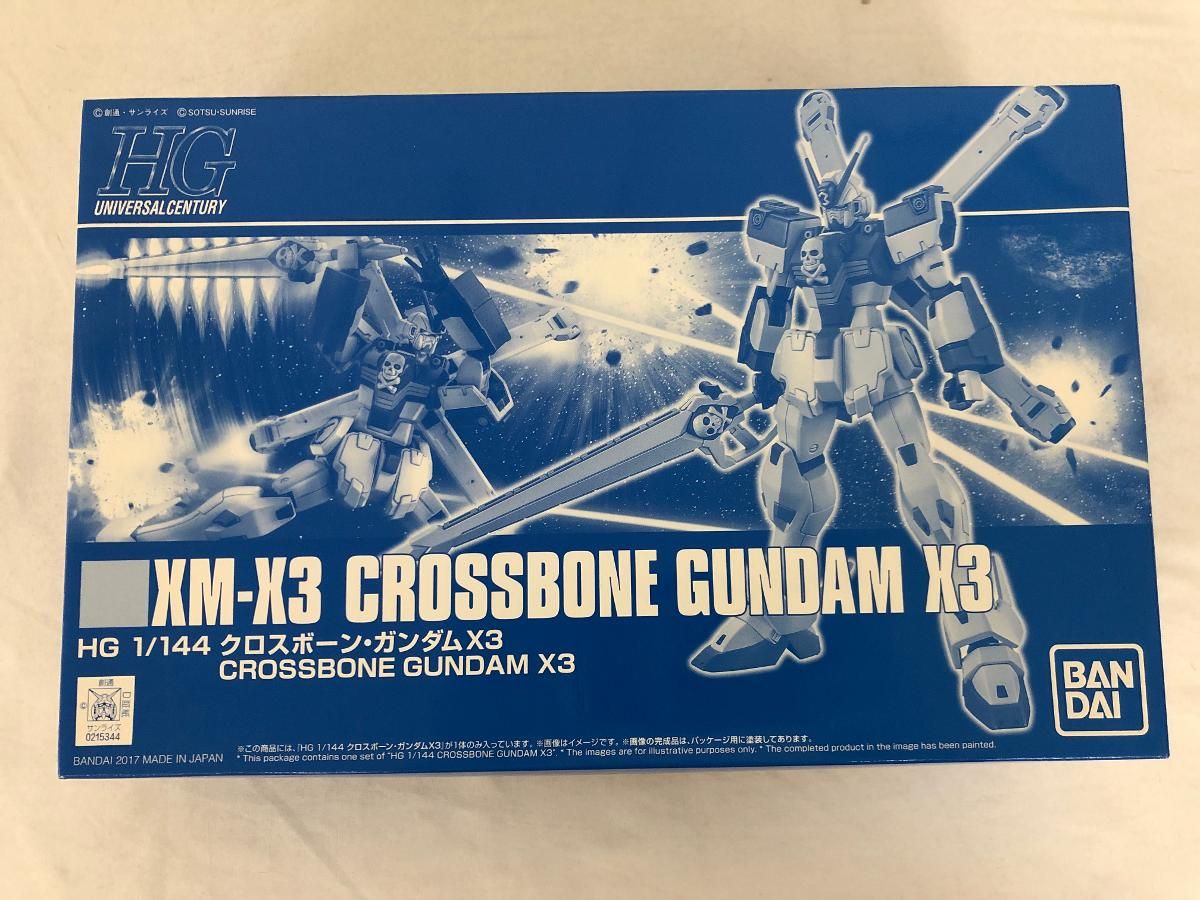 ©創通・サンライズ ©SOTSU・SUNRISE
HG
UNIVERSAL CENTURY
XM-X3 CROSSBONE GUNDAM X3
HG 1/144 クロスボーン・ガンダムX3
CROSSBONE GUNDAM X3
創通
©
サンライズ
0215344
BAN
DAI
※この商品には、「HG 1/144 クロスボーン・ガンダムX3」が1体のみ入っています。※画像はイメージです。※画像の完成品は、パッケージ用に塗装してあります。
BANDAI 2017 MADE IN JAPAN
* This package contains one set of "HG 1/144 CROSSBONE GUNDAM X3". * The images are for illustrative purposes only. * The completed product in the image has been painted.